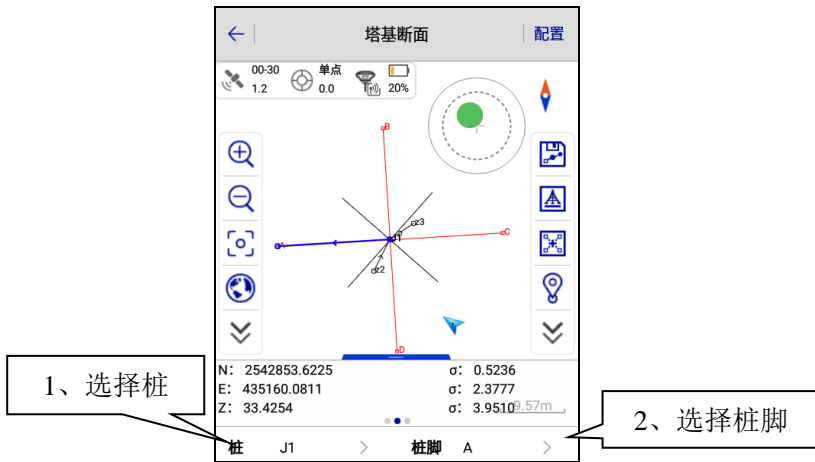 塔基断面
配置
00-30
1.2
单点
0.0
20%
B
z3
C
J1
A
z2
D
N: 2542853.6225 σ: 0.5236
E: 435160.0811 σ: 2.3777
Z: 33.4254 σ: 3.9510
9.57m
1、选择桩
2、选择桩脚
桩 J1 桩脚 A